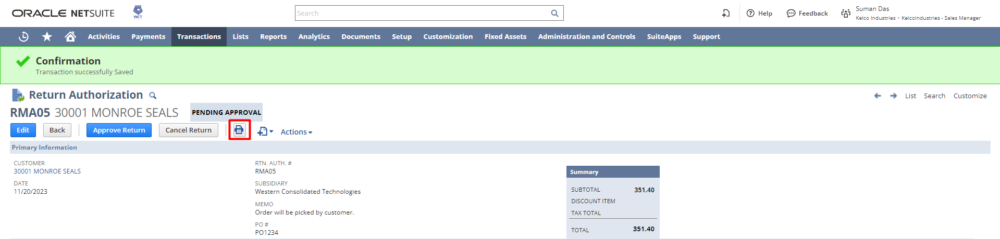 ORACLE NETSUITE
WCT
Search
Help
Feedback
Suman Das
Kelco Industries - KelcoIndustries - Sales Manager
Activities Payments Transactions Lists Reports Analytics Documents Setup Customization Fixed Assets Administration and Controls SuiteApps Support
Confirmation
Transaction successfully Saved
Return Authorization
List Search Customize
RMA05 30001 MONROE SEALS PENDING APPROVAL
Edit Back Approve Return Cancel Return Actions
Primary Information
CUSTOMER
30001 MONROE SEALS
DATE
11/20/2023
RTN. AUTH. #
RMA05
SUBSIDIARY
Western Consolidated Technologies
MEMO
Order will be picked by customer.
PO #
PO1234
Summary
SUBTOTAL 351.40
DISCOUNT ITEM
TAX TOTAL
TOTAL 351.40